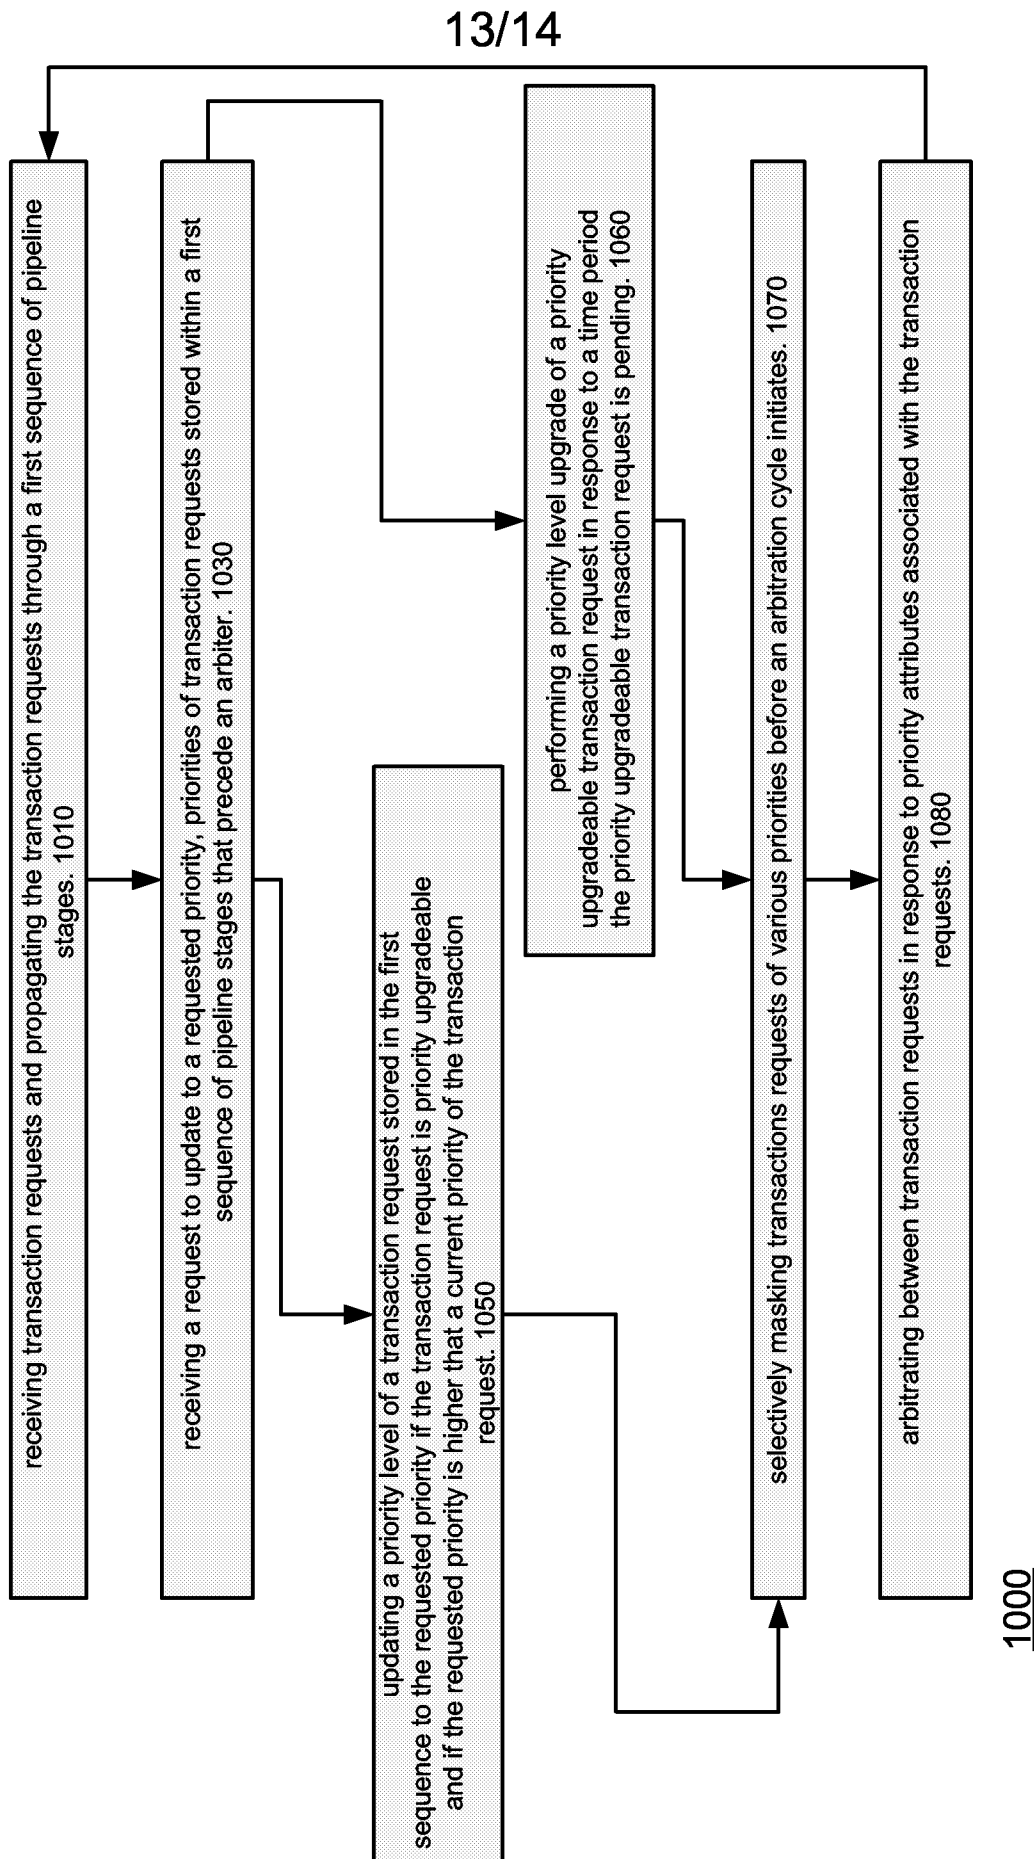 13/14
receiving transaction requests and propagating the transaction requests through a first sequence of pipeline
stages. 1010
receiving a request to update to a requested priority, priorities of transaction requests stored within a first
sequence of pipeline stages that precede an arbiter. 1030
updating a priority level of a transaction request stored in the first
sequence to the requested priority if the transaction request is priority upgradeable
and if the requested priority is higher that a current priority of the transaction
request. 1050
performing a priority level upgrade of a priority
upgradeable transaction request in response to a time period
the priority upgradeable transaction request is pending. 1060
selectively masking transactions requests of various priorities before an arbitration cycle initiates. 1070
arbitrating between transaction requests in response to priority attributes associated with the transaction
requests. 1080
1000